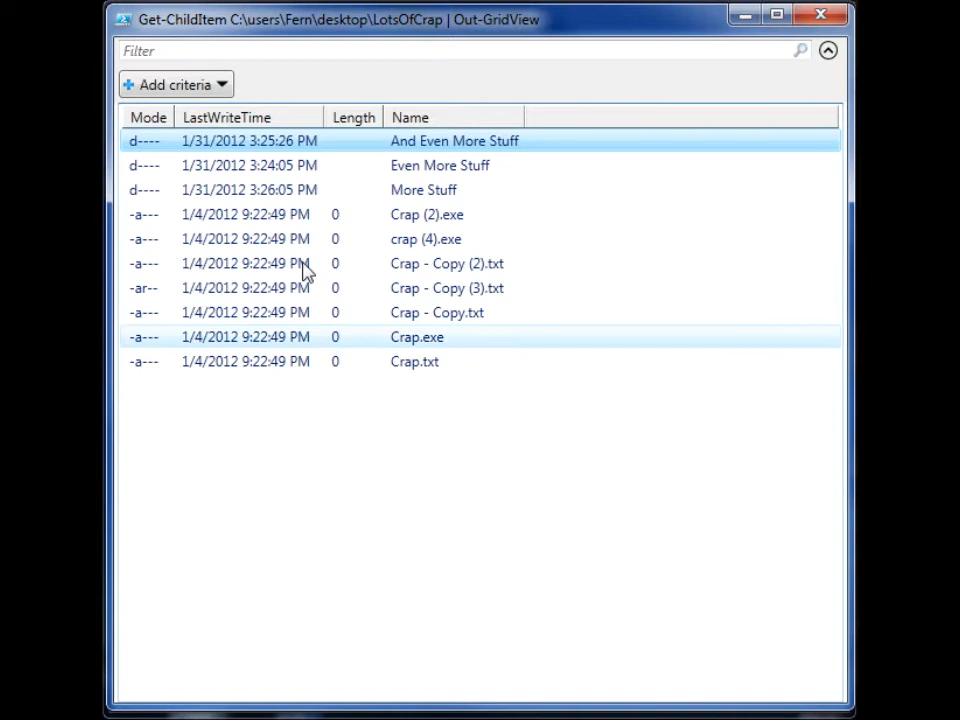 Get-ChildItem C:\users\Fern\desktop\LotsOfCrap | Out-GridView
Filter
Add criteria
Mode LastWriteTime Length Name
d---- 1/31/2012 3:25:26 PM And Even More Stuff
d---- 1/31/2012 3:24:05 PM Even More Stuff
d---- 1/31/2012 3:26:05 PM More Stuff
-a--- 1/4/2012 9:22:49 PM 0 Crap (2).exe
-a--- 1/4/2012 9:22:49 PM 0 crap (4).exe
-a--- 1/4/2012 9:22:49 PM 0 Crap - Copy (2).txt
-ar-- 1/4/2012 9:22:49 PM 0 Crap - Copy (3).txt
-a--- 1/4/2012 9:22:49 PM 0 Crap - Copy.txt
-a--- 1/4/2012 9:22:49 PM 0 Crap.exe
-a--- 1/4/2012 9:22:49 PM 0 Crap.txt